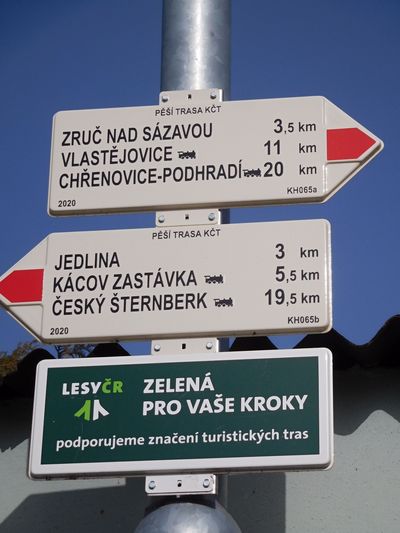 PĚŠÍ TRASA KČT
ZRUČ NAD SÁZAVOU 3,5 km
VLASTĚJOVICE 11 km
CHŘENOVICE-PODHRADÍ 20 km
2020 KH065a
PĚŠÍ TRASA KČT
JEDLINA 3 km
KÁCOV ZASTÁVKA 5,5 km
ČESKÝ ŠTERNBERK 19,5 km
2020 KH065b
LESYČR ZELENÁ
PRO VAŠE KROKY
podporujeme značení turistických tras